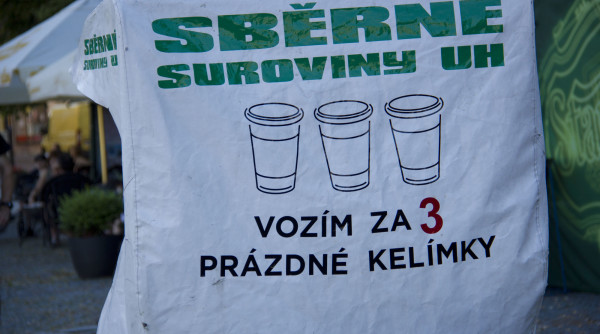 SBĚRNÉ
SUROVINY UH
SBĚRNÉ
SUROVINY UH
VOZÍM ZA 3
PRÁZDNÉ KELÍMKY